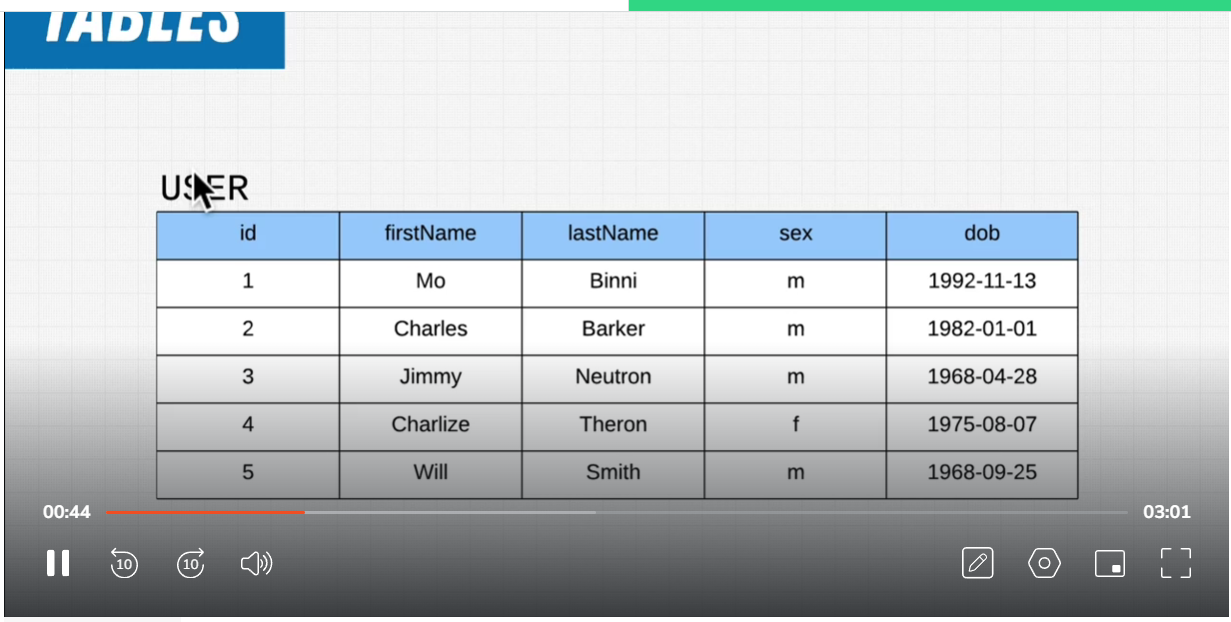 TABLES
USER
id firstName lastName sex dob
1 Mo Binni m 1992-11-13
2 Charles Barker m 1982-01-01
3 Jimmy Neutron m 1968-04-28
4 Charlize Theron f 1975-08-07
5 Will Smith m 1968-09-25
00:44 03:01
10 10